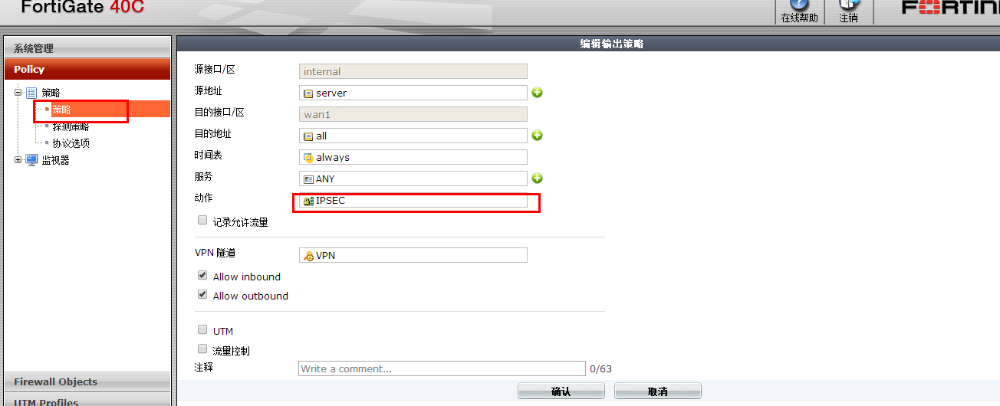 FortiGate 40C
在线帮助
注销
系统管理
Policy
策略
策略
探测策略
协议选项
监视器
Firewall Objects
UTM Profiles
编辑输出策略
源接口/区 internal
源地址 server
目的接口/区 wan1
目的地址 all
时间表 always
服务 ANY
动作 IPSEC
记录允许流量
VPN 隧道 VPN
Allow inbound
Allow outbound
UTM
流量控制
注释 Write a comment... 0/63
确认 取消